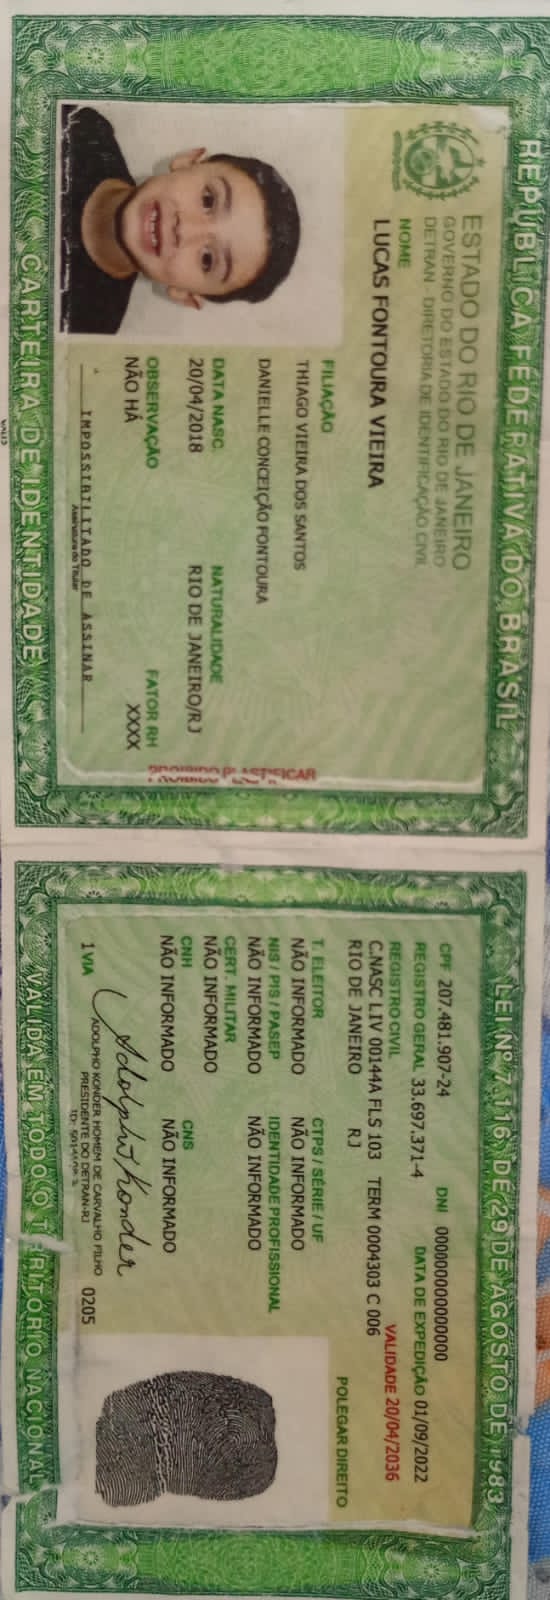 REPÚBLICA FEDERATIVA DO BRASIL
ESTADO DO RIO DE JANEIRO
GOVERNO DO ESTADO DO RIO DE JANEIRO
DETRAN - DIRETORIA DE IDENTIFICAÇÃO CIVIL
NOME
LUCAS FONTOURA VIEIRA
FILIAÇÃO
THIAGO VIEIRA DOS SANTOS
DANIELLE CONCEIÇÃO FONTOURA
DATA NASC. NATURALIDADE
20/04/2018 RIO DE JANEIRO/RJ
OBSERVAÇÃO FATOR RH
NÃO HÁ XXXX
IMPOSSIBILITADO DE ASSINAR
Assinatura do Titular
PROIBIDO PLASTIFICAR
CARTEIRA DE IDENTIDADE
LEI Nº 7.116, DE 29 DE AGOSTO DE 1983
CPF 207.481.907-24 DNI 0000000000000
REGISTRO GERAL 33.697.371-4 DATA DE EXPEDIÇÃO 01/09/2022
REGISTRO CIVIL VALIDADE 20/04/2036
C.NASC LIV 00144A FLS 103 TERM 0004303 C 006
RIO DE JANEIRO RJ
POLEGAR DIREITO
T. ELEITOR CTPS / SÉRIE / UF
NÃO INFORMADO NÃO INFORMADO
NIS / PIS / PASEP IDENTIDADE PROFISSIONAL
NÃO INFORMADO NÃO INFORMADO
CERT. MILITAR
NÃO INFORMADO
CNH CNS
NÃO INFORMADO NÃO INFORMADO
Adolpho Konder
1 VIA ADOLPHO KONDER HOMEM DE CARVALHO FILHO 0205
PRESIDENTE DO DETRAN-RJ
VÁLIDA EM TODO O TERRITÓRIO NACIONAL